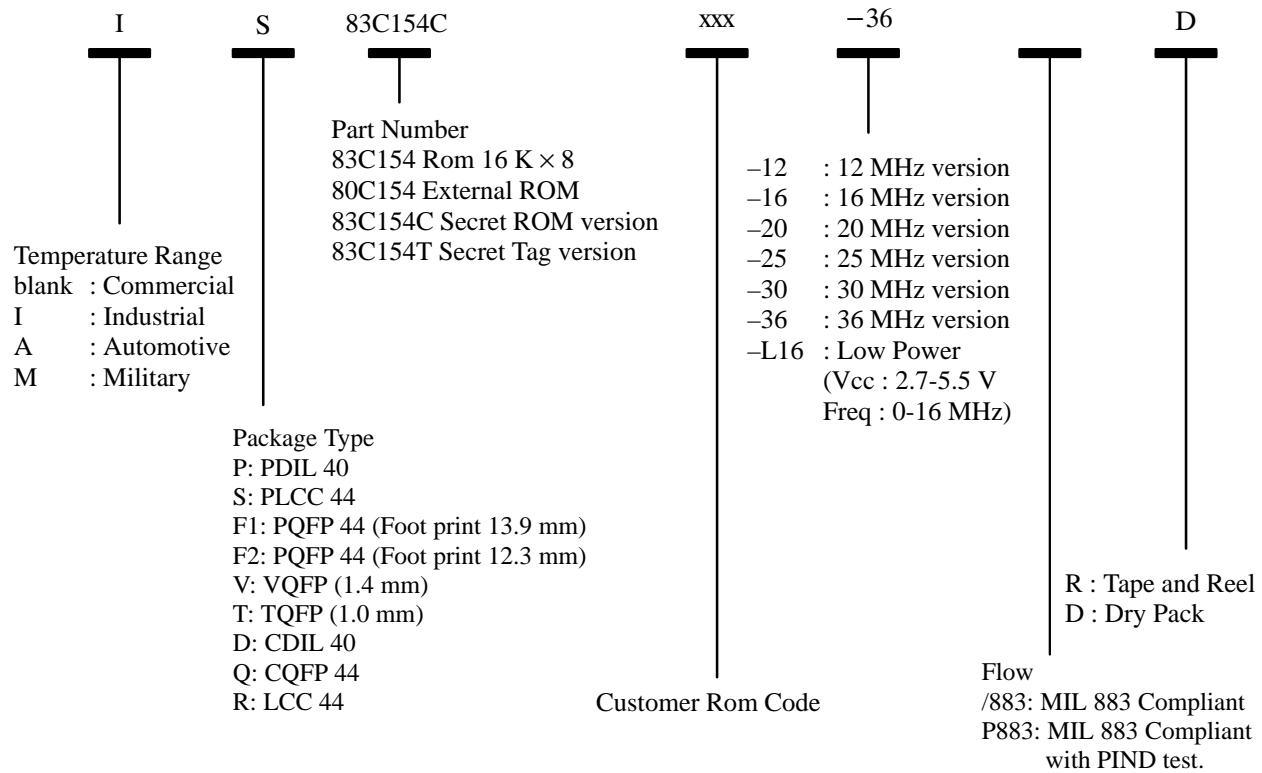 I S 83C154C xxx −36 D
Part Number
83C154 Rom 16 K × 8
80C154 External ROM
83C154C Secret ROM version
83C154T Secret Tag version
–12 : 12 MHz version
–16 : 16 MHz version
–20 : 20 MHz version
–25 : 25 MHz version
–30 : 30 MHz version
–36 : 36 MHz version
–L16 : Low Power
(Vcc : 2.7-5.5 V
Freq : 0-16 MHz)
Temperature Range
blank : Commercial
I : Industrial
A : Automotive
M : Military
Package Type
P: PDIL 40
S: PLCC 44
F1: PQFP 44 (Foot print 13.9 mm)
F2: PQFP 44 (Foot print 12.3 mm)
V: VQFP (1.4 mm)
T: TQFP (1.0 mm)
D: CDIL 40
Q: CQFP 44
R: LCC 44
Customer Rom Code
R : Tape and Reel
D : Dry Pack
Flow
/883: MIL 883 Compliant
P883: MIL 883 Compliant
with PIND test.